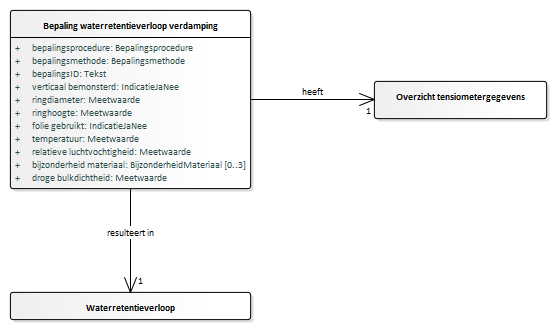 Bepaling waterretentieverloop verdamping
+ bepalingsprocedure: Bepalingsprocedure
+ bepalingsmethode: Bepalingsmethode
+ bepalingsID: Tekst
+ verticaal bemonsterd: IndicatieJaNee
+ ringdiameter: Meetwaarde
+ ringhoogte: Meetwaarde
+ folie gebruikt: IndicatieJaNee
+ temperatuur: Meetwaarde
+ relatieve luchtvochtigheid: Meetwaarde
+ bijzonderheid materiaal: BijzonderheidMateriaal [0..3]
+ droge bulkdichtheid: Meetwaarde
heeft
1
Overzicht tensiometergegevens
resulteert in
1
Waterretentieverloop